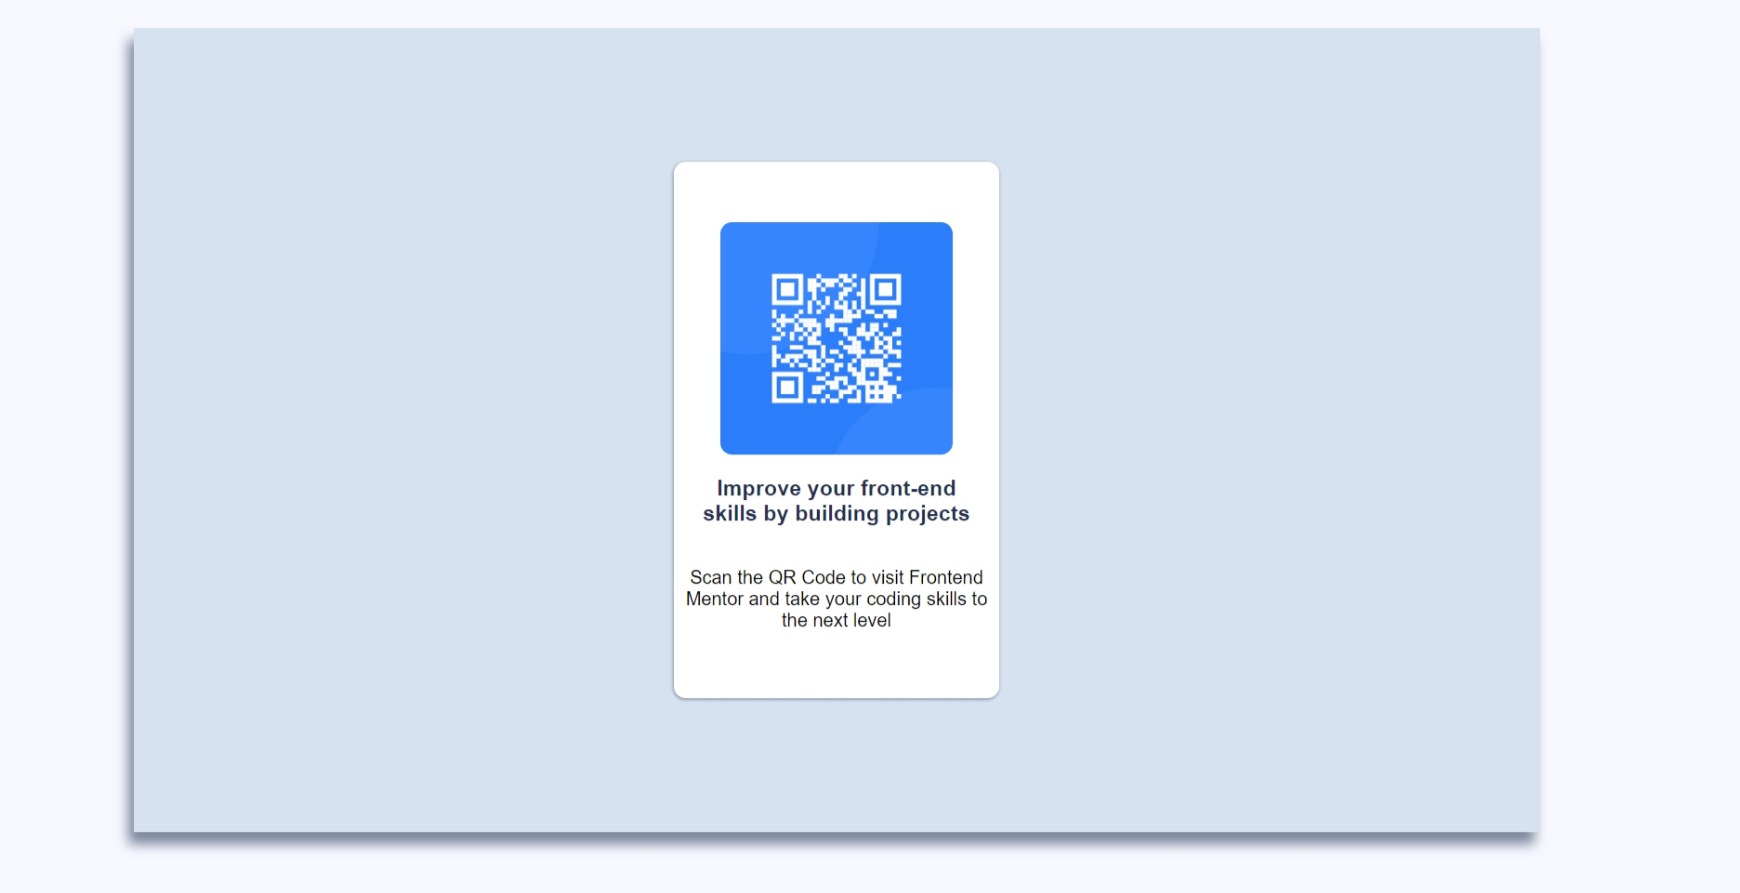 Improve your front-end
skills by building projects
Scan the QR Code to visit Frontend
Mentor and take your coding skills to
the next level